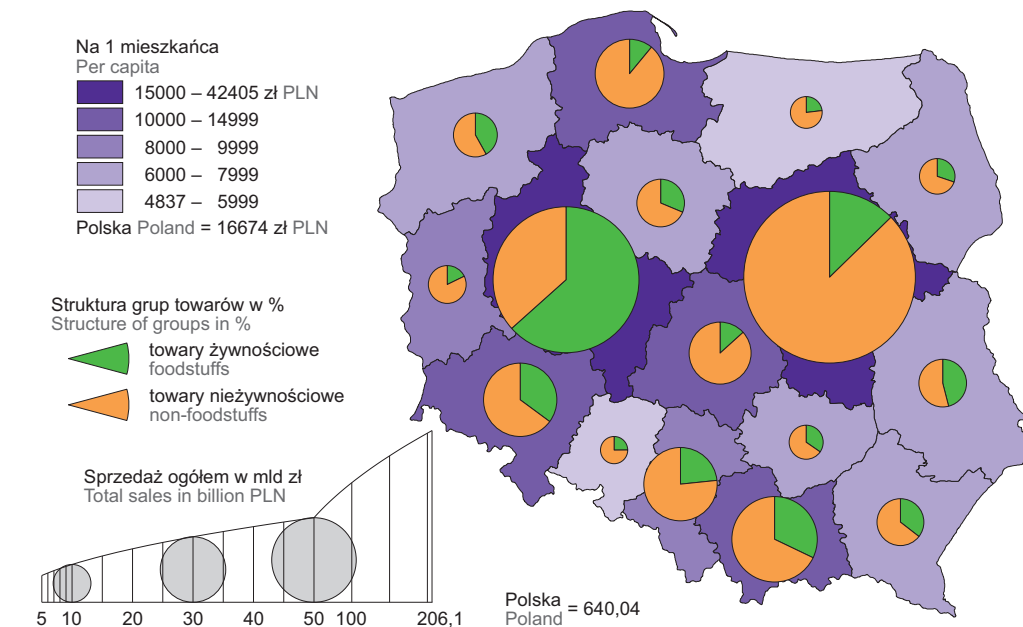 Na 1 mieszkańca
Per capita
15000 – 42405 zł PLN
10000 – 14999
8000 – 9999
6000 – 7999
4837 – 5999
Polska Poland = 16674 zł PLN
Struktura grup towarów w %
Structure of groups in %
towary żywnościowe
foodstuffs
towary nieżywnościowe
non-foodstuffs
Sprzedaż ogółem w mld zł
Total sales in billion PLN
5 10 20 30 40 50 100 206,1
Polska
Poland = 640,04